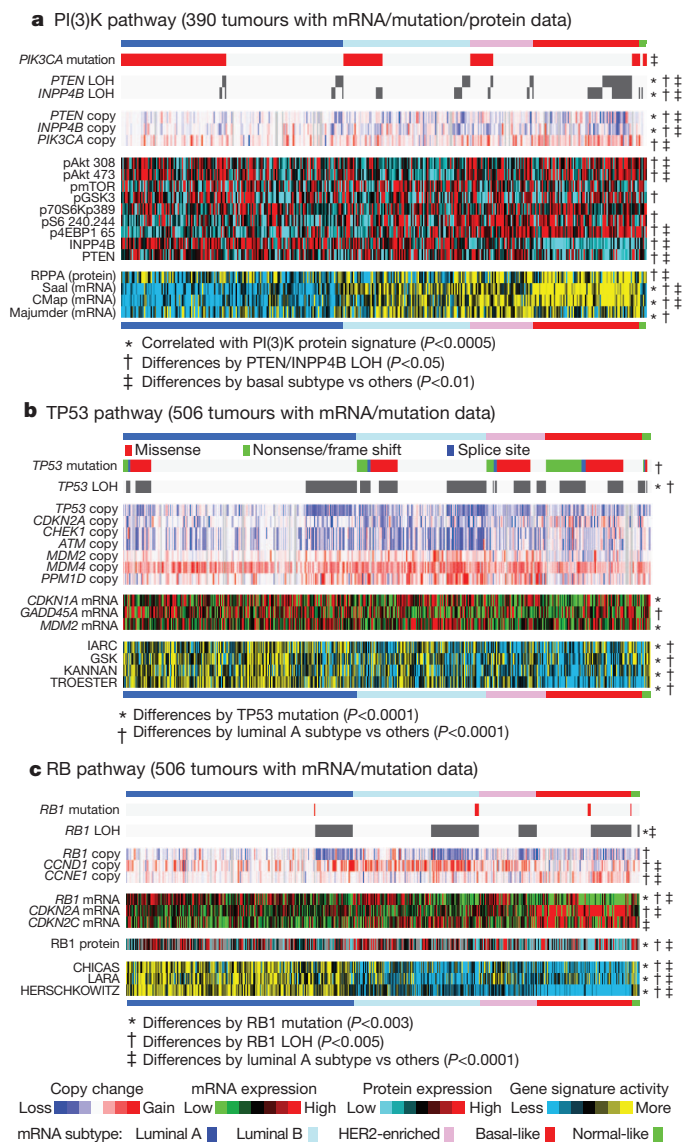 a PI(3)K pathway (390 tumours with mRNA/mutation/protein data)
PIK3CA mutation ‡
PTEN LOH * † ‡
INPP4B LOH * † ‡
PTEN copy * † ‡
INPP4B copy * † ‡
PIK3CA copy † ‡
pAkt 308 † ‡
pAkt 473 † ‡
pmTOR
pGSK3 †
p70S6Kp389
pS6 240.244 †
p4EBP1 65 † ‡
INPP4B † ‡
PTEN † ‡
RPPA (protein) † ‡
Saal (mRNA) * † ‡
CMap (mRNA) * † ‡
Majumder (mRNA) * †
* Correlated with PI(3)K protein signature (P<0.0005)
† Differences by PTEN/INPP4B LOH (P<0.05)
‡ Differences by basal subtype vs others (P<0.01)
b TP53 pathway (506 tumours with mRNA/mutation data)
Missense Nonsense/frame shift Splice site
TP53 mutation †
TP53 LOH * †
TP53 copy
CDKN2A copy
CHEK1 copy
ATM copy
MDM2 copy
MDM4 copy
PPM1D copy
CDKN1A mRNA *
GADD45A mRNA †
MDM2 mRNA *
IARC * †
GSK * †
KANNAN * †
TROESTER * †
* Differences by TP53 mutation (P<0.0001)
† Differences by luminal A subtype vs others (P<0.0001)
c RB pathway (506 tumours with mRNA/mutation data)
RB1 mutation
RB1 LOH *‡
RB1 copy †
CCND1 copy † ‡
CCNE1 copy † ‡
RB1 mRNA * † ‡
CDKN2A mRNA † ‡
CDKN2C mRNA ‡
RB1 protein * † ‡
CHICAS * † ‡
LARA * † ‡
HERSCHKOWITZ * † ‡
* Differences by RB1 mutation (P<0.003)
† Differences by RB1 LOH (P<0.005)
‡ Differences by luminal A subtype vs others (P<0.0001)
Copy change mRNA expression Protein expression Gene signature activity
Loss Gain Low High Low High Less More
mRNA subtype: Luminal A Luminal B HER2-enriched Basal-like Normal-like